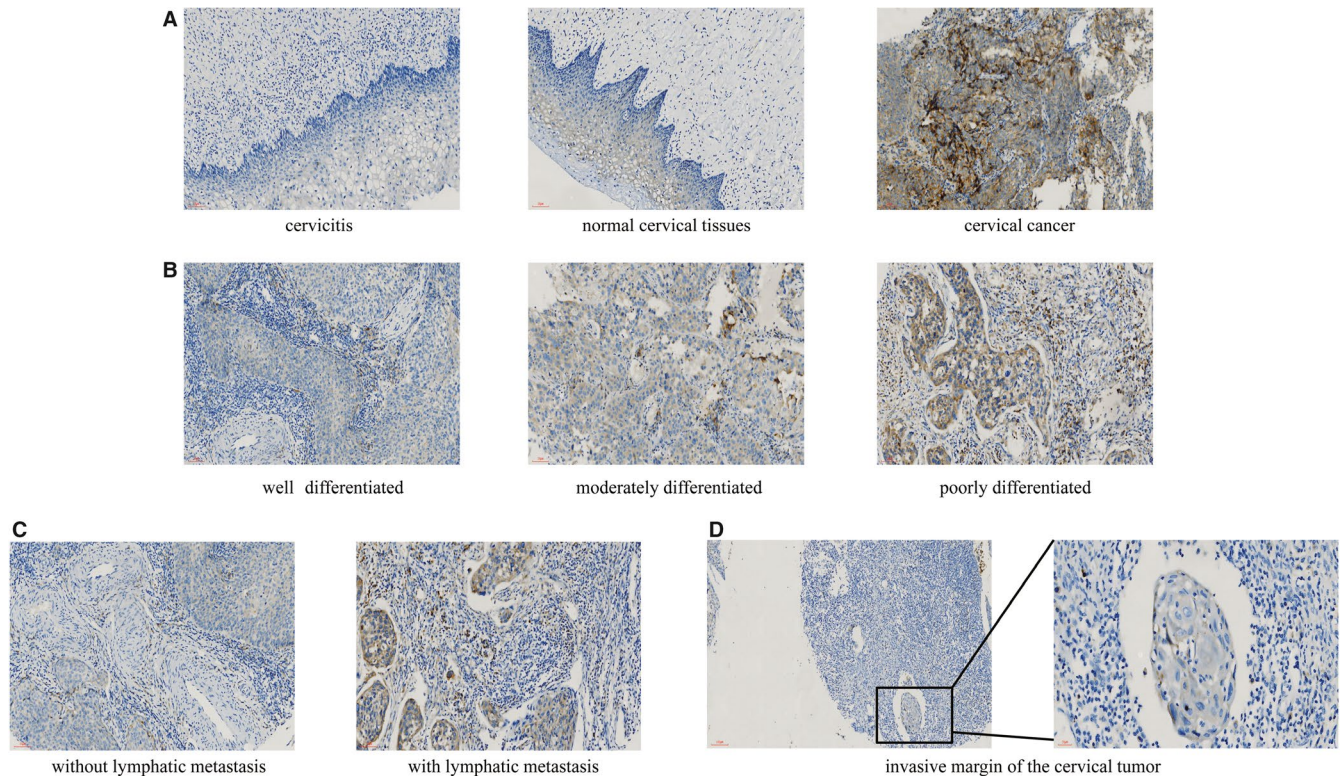 A
cervicitis
normal cervical tissues
cervical cancer
B
well differentiated
moderately differentiated
poorly differentiated
C
D
without lymphatic metastasis
with lymphatic metastasis
invasive margin of the cervical tumor